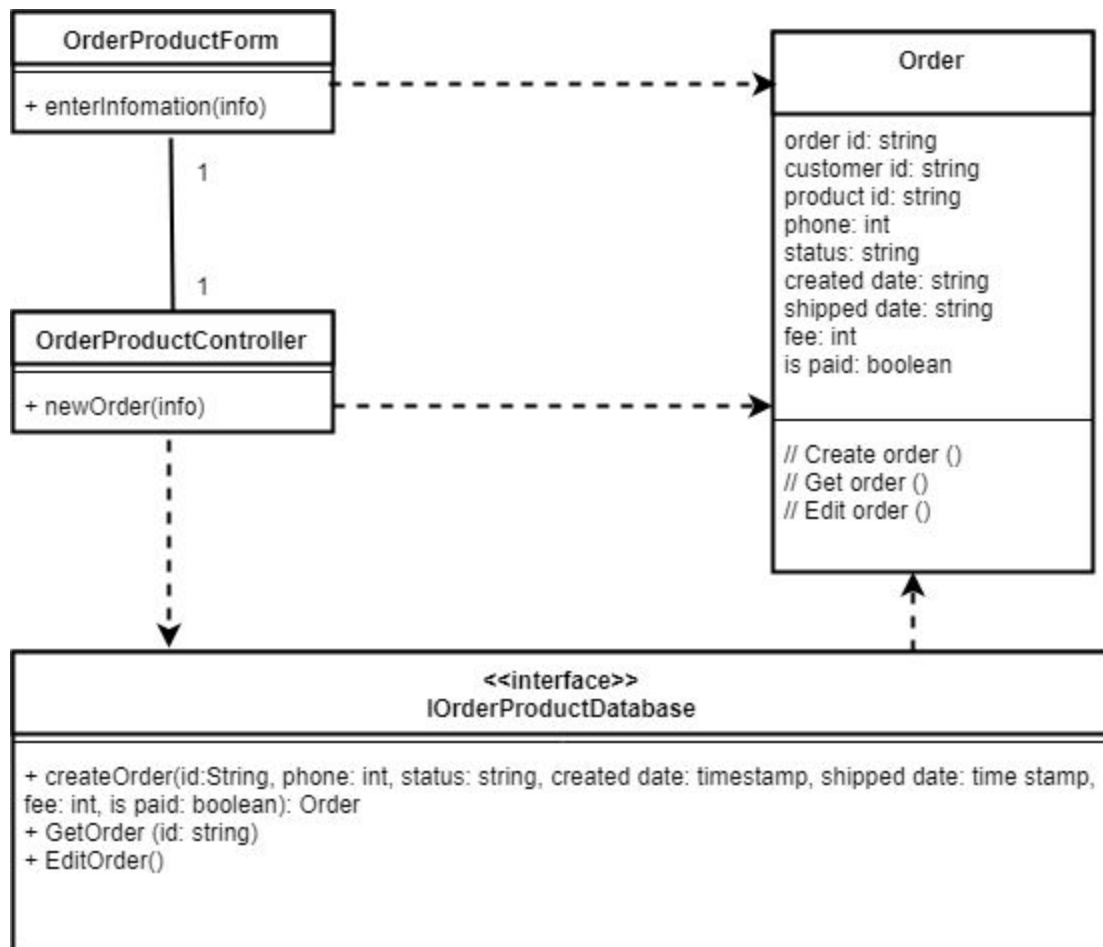 OrderProductForm
+ enterInfomation(info)
1
1
OrderProductController
+ newOrder(info)
Order
order id: string
customer id: string
product id: string
phone: int
status: string
created date: string
shipped date: string
fee: int
is paid: boolean
// Create order ()
// Get order ()
// Edit order ()
<<interface>>
IOrderProductDatabase
+ createOrder(id:String, phone: int, status: string, created date: timestamp, shipped date: time stamp,
fee: int, is paid: boolean): Order
+ GetOrder (id: string)
+ EditOrder()